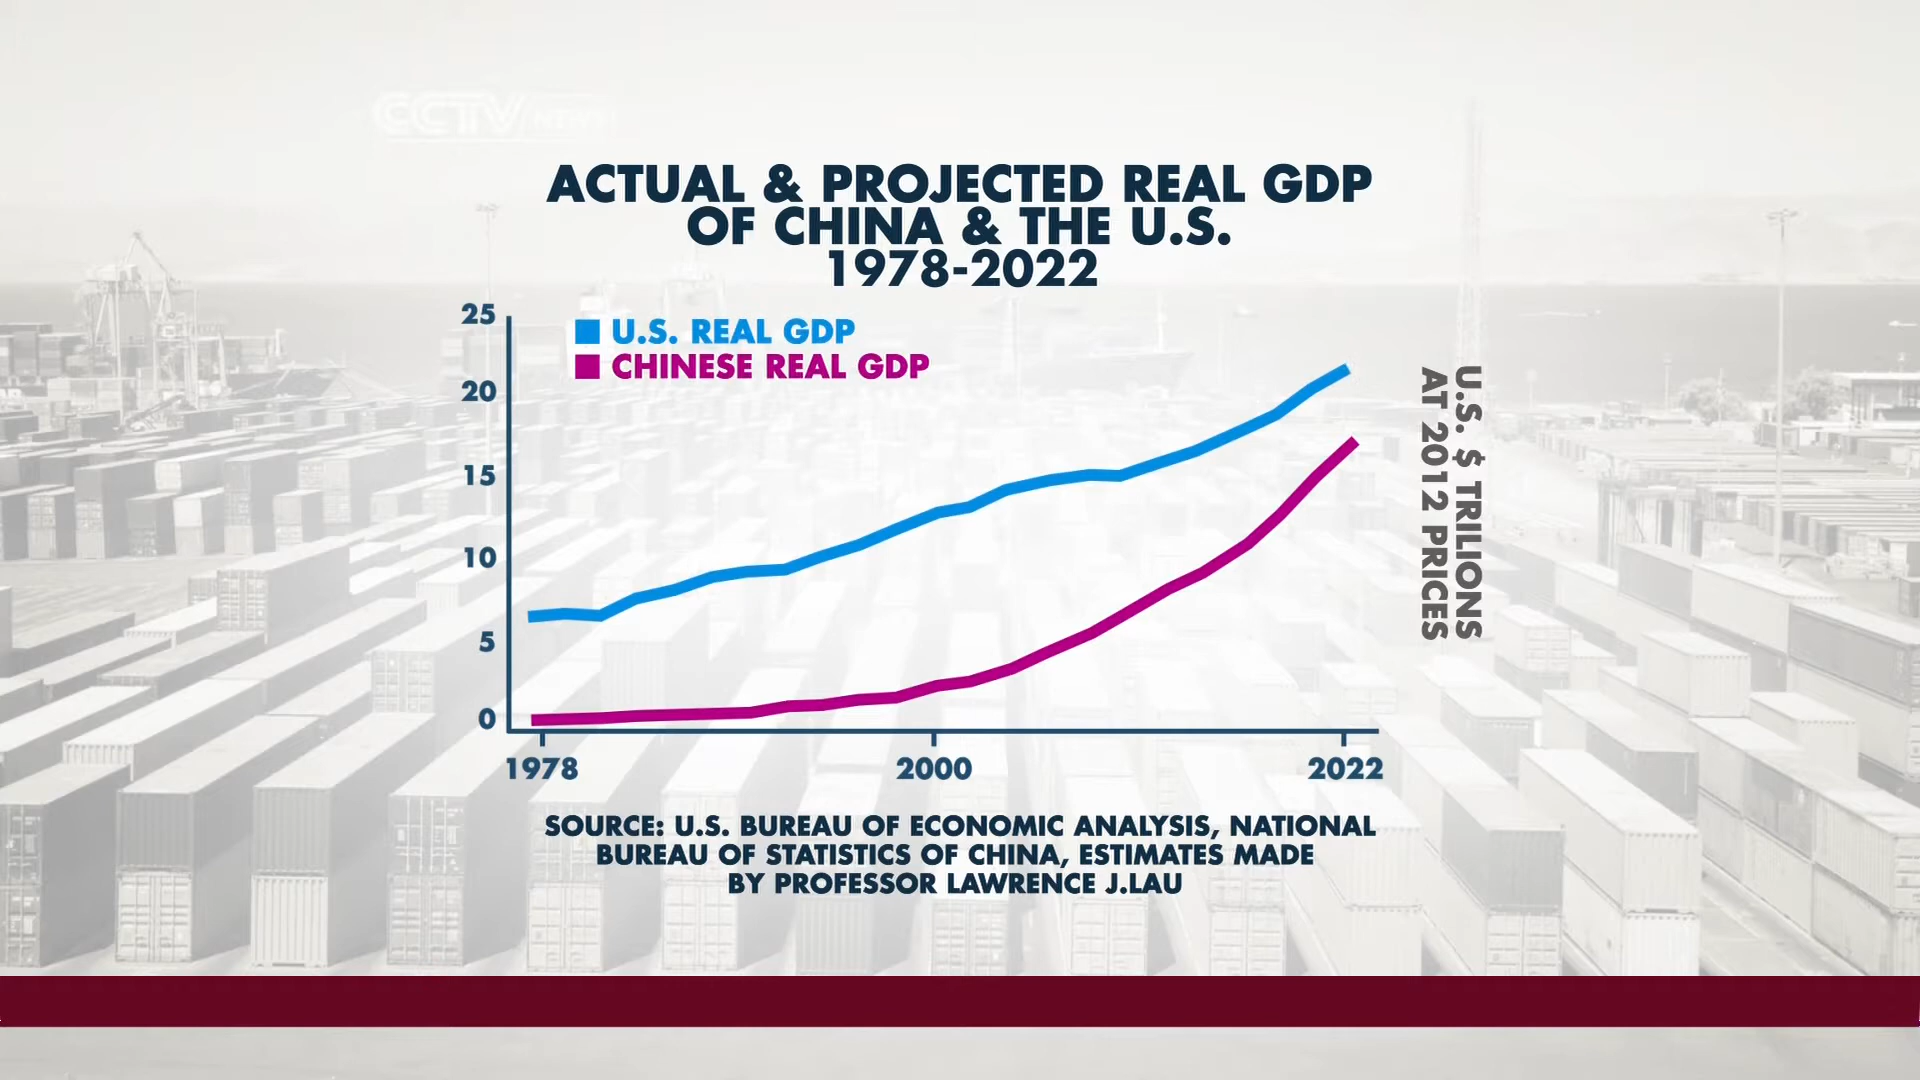 CCTV NEWS
ACTUAL & PROJECTED REAL GDP
OF CHINA & THE U.S.
1978-2022
25
20
15
10
5
0
U.S. REAL GDP
CHINESE REAL GDP
1978
2000
2022
U.S. $ TRILIONS
AT 2012 PRICES
SOURCE: U.S. BUREAU OF ECONOMIC ANALYSIS, NATIONAL
BUREAU OF STATISTICS OF CHINA, ESTIMATES MADE
BY PROFESSOR LAWRENCE J.LAU